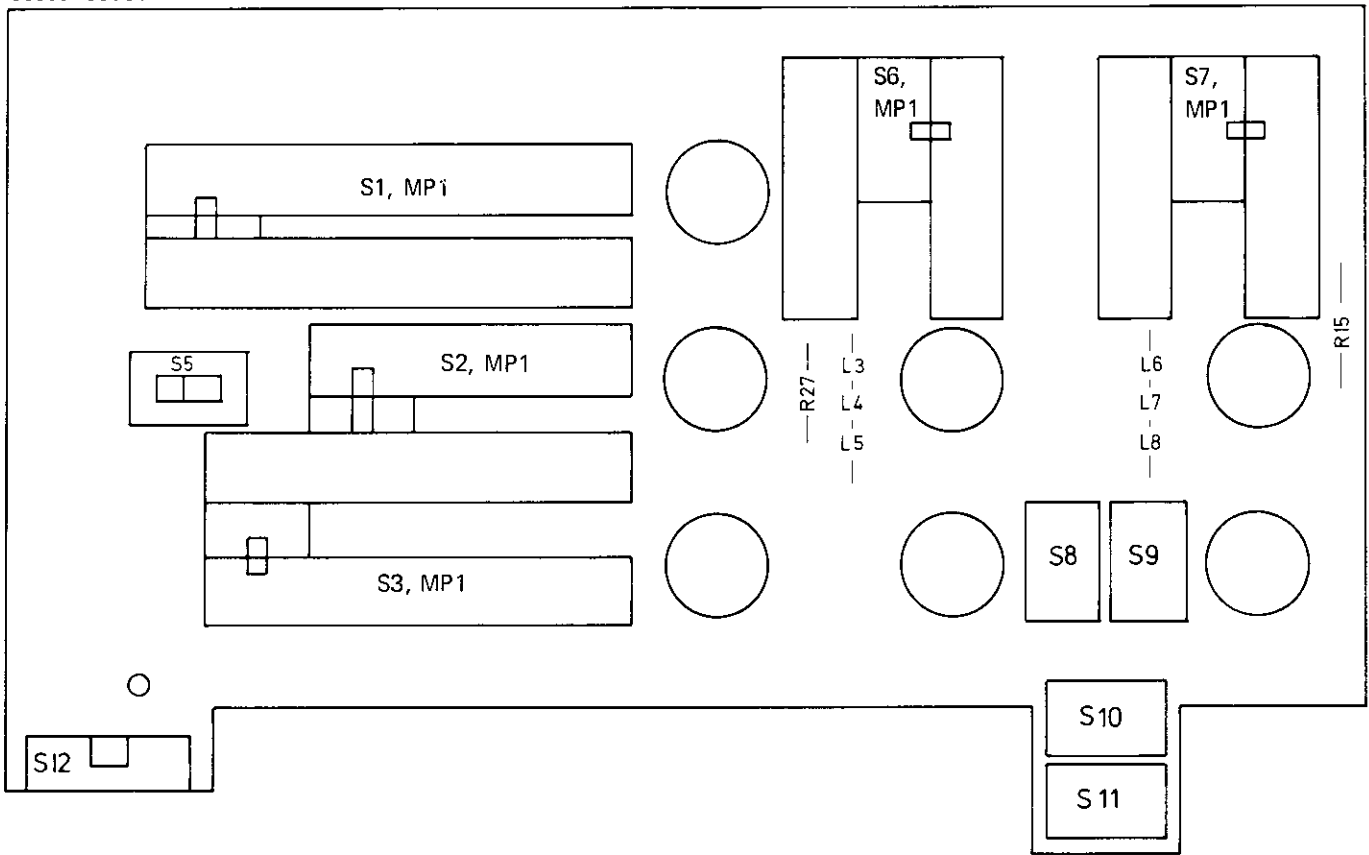 S6,
MP1
S7,
MP1
S1, MP1
R15
S5
S2, MP1
R27
L3
L4
L5
L6
L7
L8
S8
S9
S3, MP1
S10
S12
S11